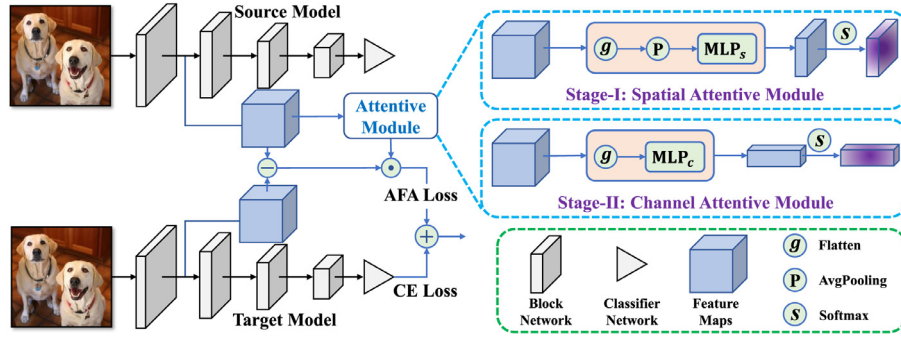 Source Model
Attentive
Module
AFA Loss
CE Loss
Target Model
g
P
MLPs
S
Stage-I: Spatial Attentive Module
g
MLPc
S
Stage-II: Channel Attentive Module
Block
Network
Classifier
Network
Feature
Maps
g Flatten
P AvgPooling
S Softmax